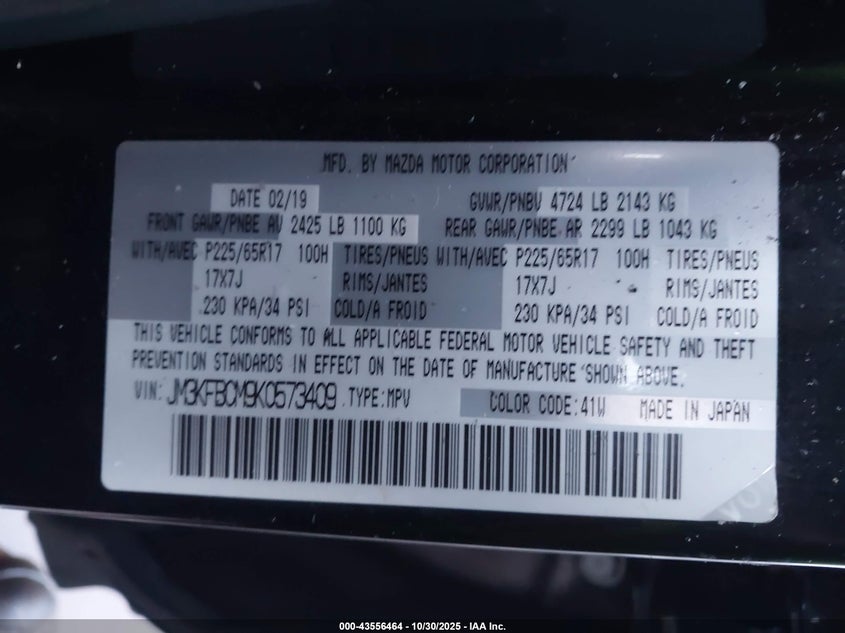 MFD. BY MAZDA MOTOR CORPORATION
DATE 02/19 GVWR/PNBV 4724 LB 2143 KG
FRONT GAWR/PNBE AV 2425 LB 1100 KG REAR GAWR/PNBE AR 2299 LB 1043 KG
WITH/AVEC P225/65R17 100H TIRES/PNEUS WITH/AVEC P225/65R17 100H TIRES/PNEUS
17X7J RIMS/JANTES 17X7J RIMS/JANTES
230 KPA/34 PSI COLD/A FROID 230 KPA/34 PSI COLD/A FROID
THIS VEHICLE CONFORMS TO ALL APPLICABLE FEDERAL MOTOR VEHICLE SAFETY AND THEFT
PREVENTION STANDARDS IN EFFECT ON THE DATE OF MANUFACTURE SHOWN ABOVE.
VIN: JM3KFBCM9K0573409 TYPE:MPV COLOR CODE:41W MADE IN JAPAN
000-43556464 - 10/30/2025 - IAA Inc.